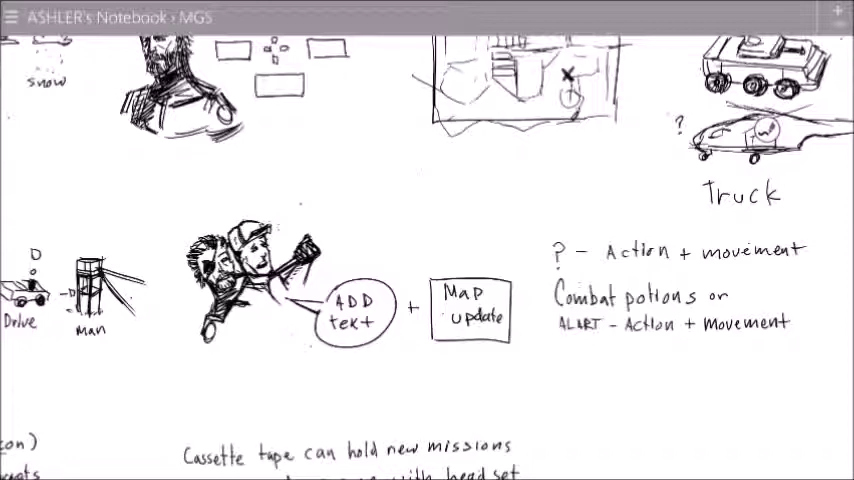 ASHLER's Notebook › MGS
snow
?
Truck
D
Drive
Man
ADD
text
+
Map
update
? - Action + movement
Combat potions or
ALART - Action + movement
Cassette tape can hold new missions
with head set